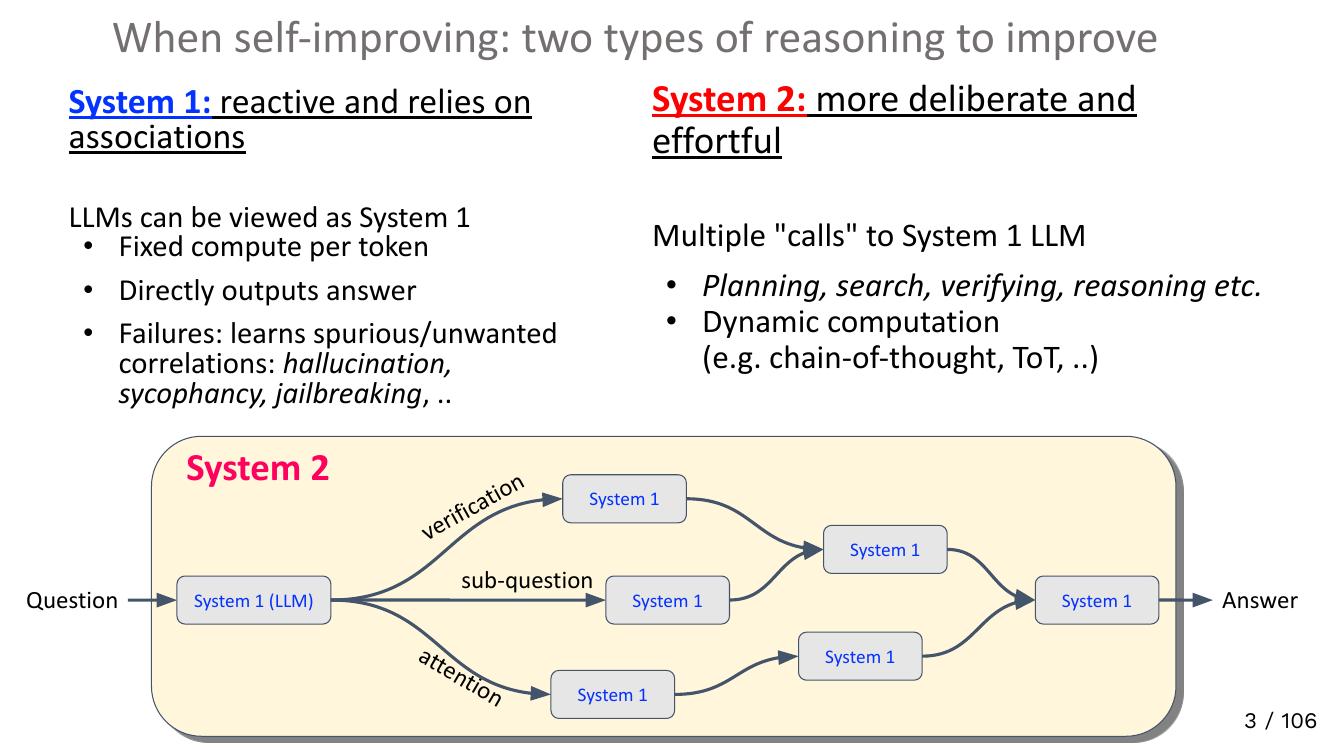 When self-improving: two types of reasoning to improve
System 1: reactive and relies on
associations
LLMs can be viewed as System 1
• Fixed compute per token
• Directly outputs answer
• Failures: learns spurious/unwanted
correlations: hallucination,
sycophancy, jailbreaking, ..
System 2: more deliberate and
effortful
Multiple "calls" to System 1 LLM
• Planning, search, verifying, reasoning etc.
• Dynamic computation
(e.g. chain-of-thought, ToT, ..)
System 2
Question
System 1 (LLM)
verification
System 1
sub-question
System 1
attention
System 1
System 1
System 1
System 1
Answer
3 / 106